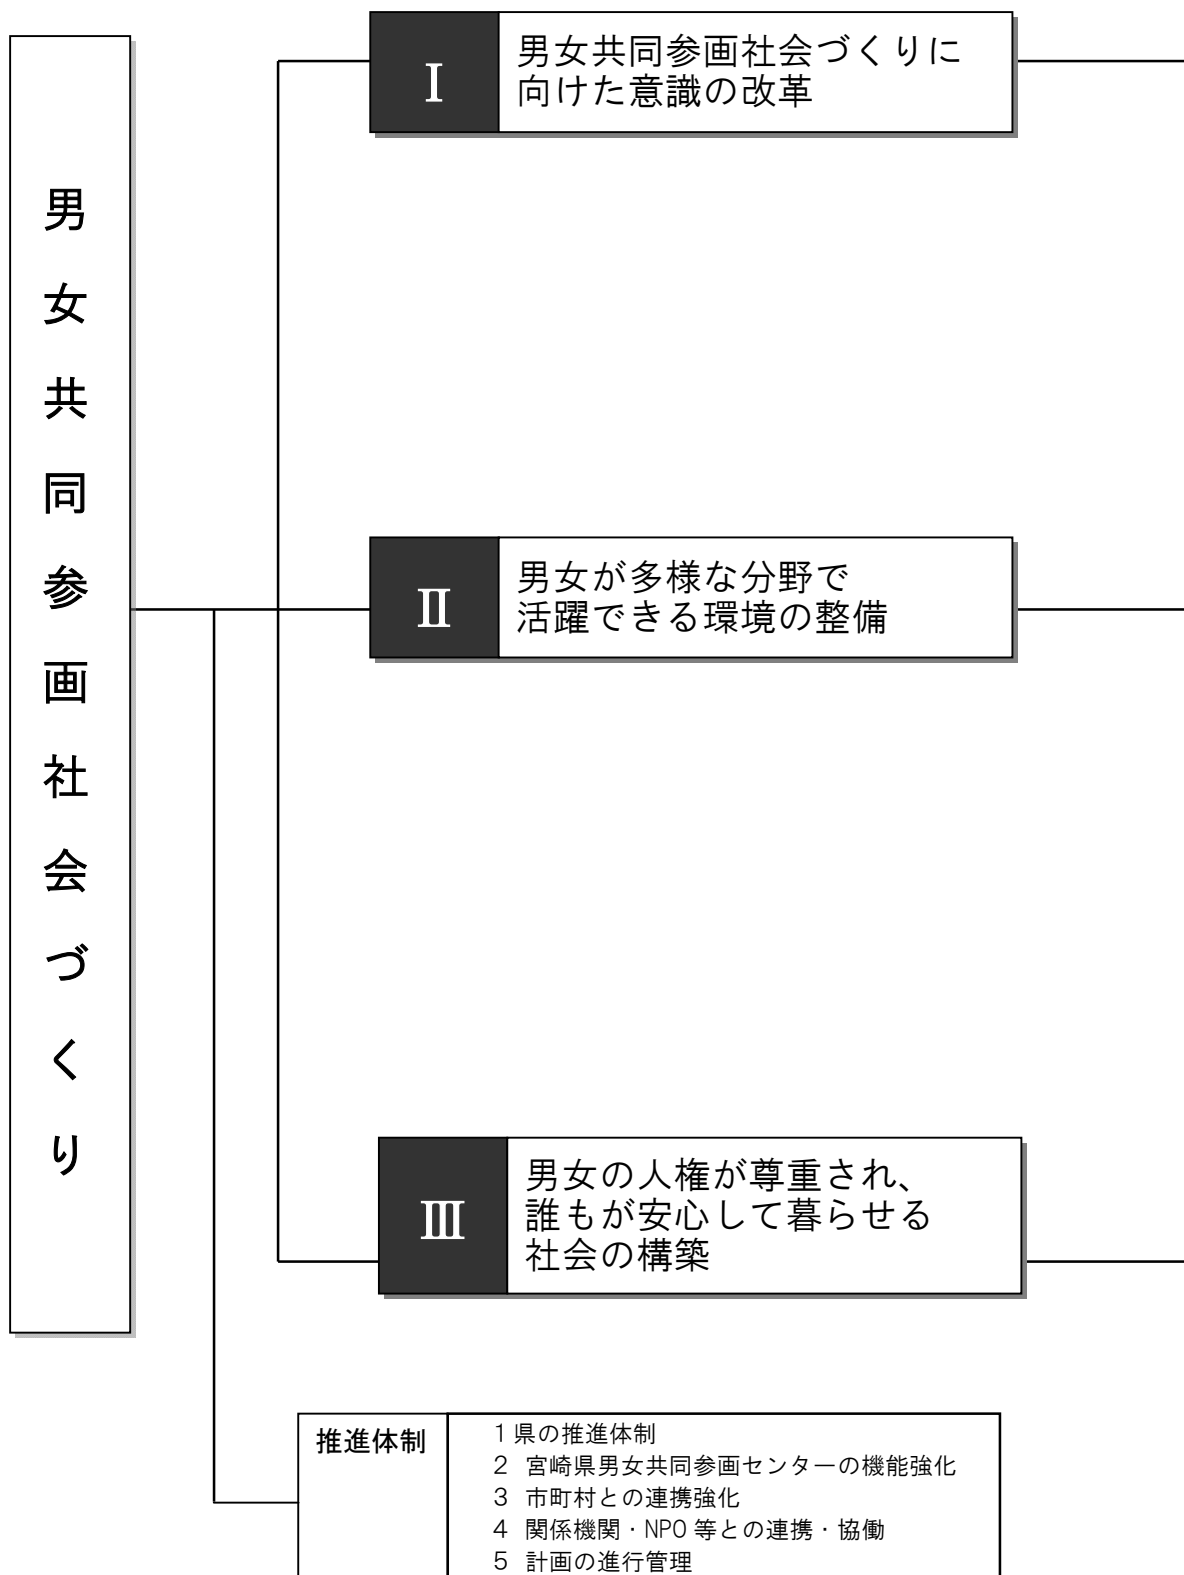 男女共同参画社会づくり
Ⅰ
男女共同参画社会づくりに
向けた意識の改革
Ⅱ
男女が多様な分野で
活躍できる環境の整備
Ⅲ
男女の人権が尊重され、
誰もが安心して暮らせる
社会の構築
推進体制
1県の推進体制
2 宮崎県男女共同参画センターの機能強化
3 市町村との連携強化
4 関係機関・NPO等との連携・協働
5 計画の進行管理